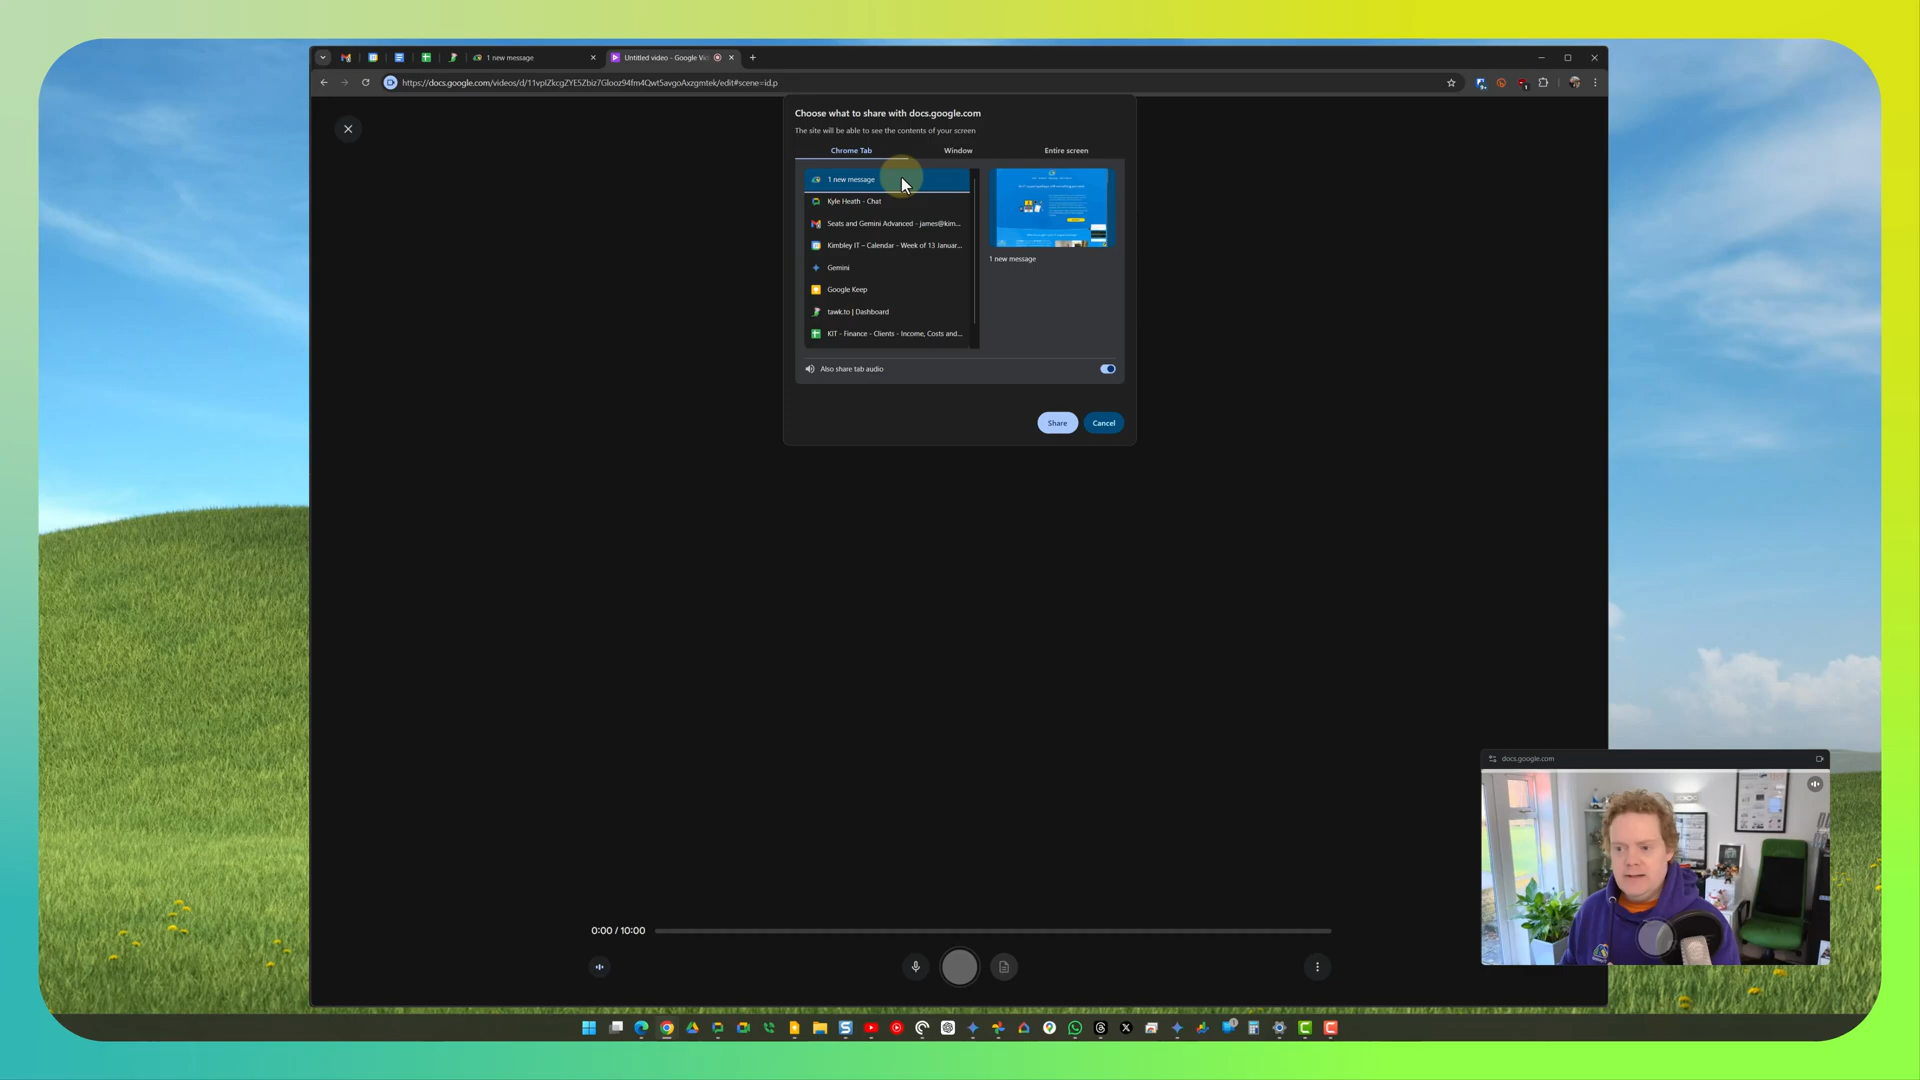 1 new message
Untitled video - Google Vi
https://docs.google.com/videos/d/11vpIZkcgZYE5Zbiz7Glooz94fm4Qwt5avgoAxzgmtek/edit#scene=id.p
Choose what to share with docs.google.com
The site will be able to see the contents of your screen
Chrome Tab
Window
Entire screen
1 new message
Kyle Heath - Chat
Seats and Gemini Advanced - james@kim...
Kimbley IT – Calendar - Week of 13 Januar...
Gemini
Google Keep
tawk.to | Dashboard
KIT - Finance - Clients - Income, Costs and...
1 new message
Also share tab audio
Share
Cancel
docs.google.com
0:00 / 10:00